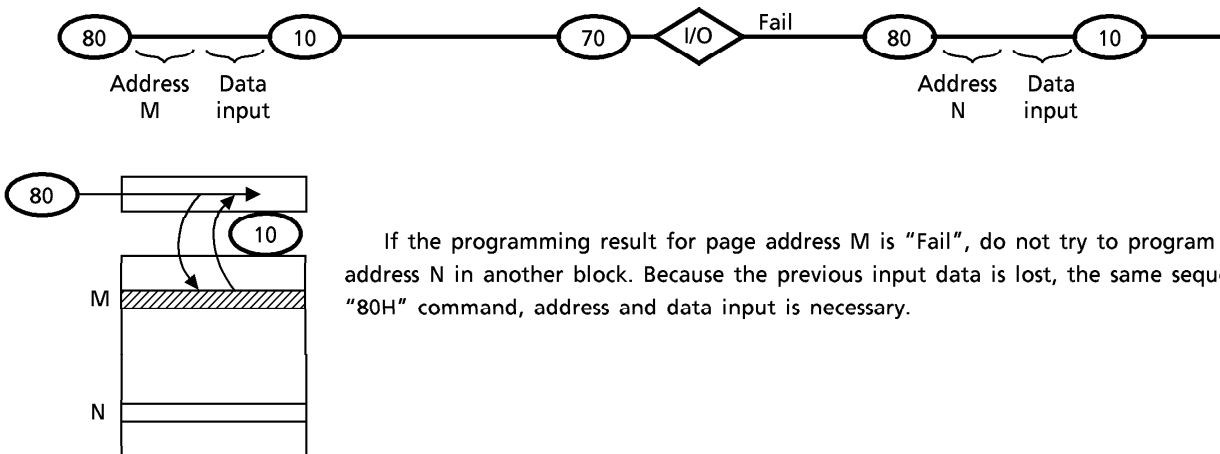 80 10 70 I/O Fail 80 10
Address Data Address Data
M input N input
80
10
If the programming result for page address M is "Fail", do not try to program
address N in another block. Because the previous input data is lost, the same
"80H" command, address and data input is necessary.
M
N